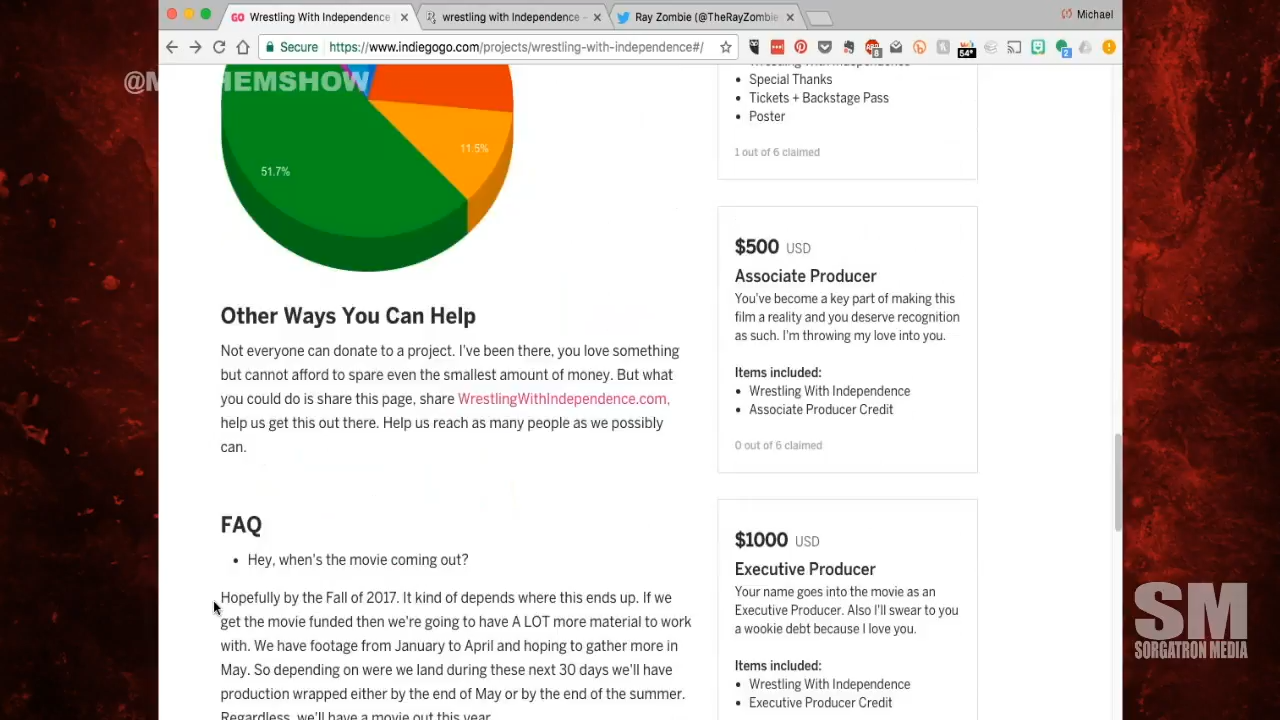 Wrestling With Independence
wrestling with Independence -
Ray Zombie (@TheRayZombie
Michael
Secure
https://www.indiegogo.com/projects/wrestling-with-independence#/
8
54°
2
HEMSHOW
51.7%
11.5%
Other Ways You Can Help
Not everyone can donate to a project. I've been there, you love something
but cannot afford to spare even the smallest amount of money. But what
you could do is share this page, share WrestlingWithIndependence.com,
help us get this out there. Help us reach as many people as we possibly
can.
FAQ
• Hey, when's the movie coming out?
Hopefully by the Fall of 2017. It kind of depends where this ends up. If we
get the movie funded then we're going to have A LOT more material to work
with. We have footage from January to April and hoping to gather more in
May. So depending on were we land during these next 30 days we'll have
production wrapped either by the end of May or by the end of the summer.
Regardless, we'll have a movie out this year.
Wrestling With Independence
• Special Thanks
• Tickets + Backstage Pass
• Poster
1 out of 6 claimed
$500 USD
Associate Producer
You've become a key part of making this
film a reality and you deserve recognition
as such. I'm throwing my love into you.
Items included:
• Wrestling With Independence
• Associate Producer Credit
0 out of 6 claimed
$1000 USD
Executive Producer
Your name goes into the movie as an
Executive Producer. Also I'll swear to you
a wookie debt because I love you.
Items included:
• Wrestling With Independence
• Executive Producer Credit
SM
SORGATRON MEDIA